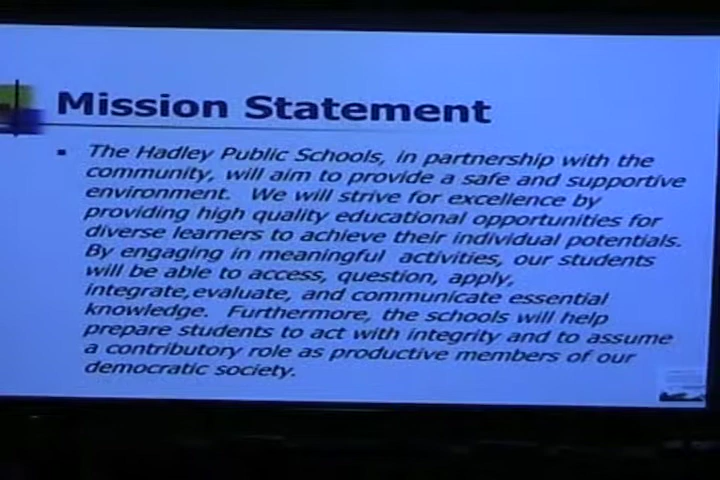 Mission Statement
The Hadley Public Schools, in partnership with the
community, will aim to provide a safe and supportive
environment. We will strive for excellence by
providing high quality educational opportunities for
diverse learners to achieve their individual potentials.
By engaging in meaningful activities, our students
will be able to access, question, apply,
integrate,evaluate, and communicate essential
knowledge. Furthermore, the schools will help
prepare students to act with integrity and to assume
a contributory role as productive members of our
democratic society.